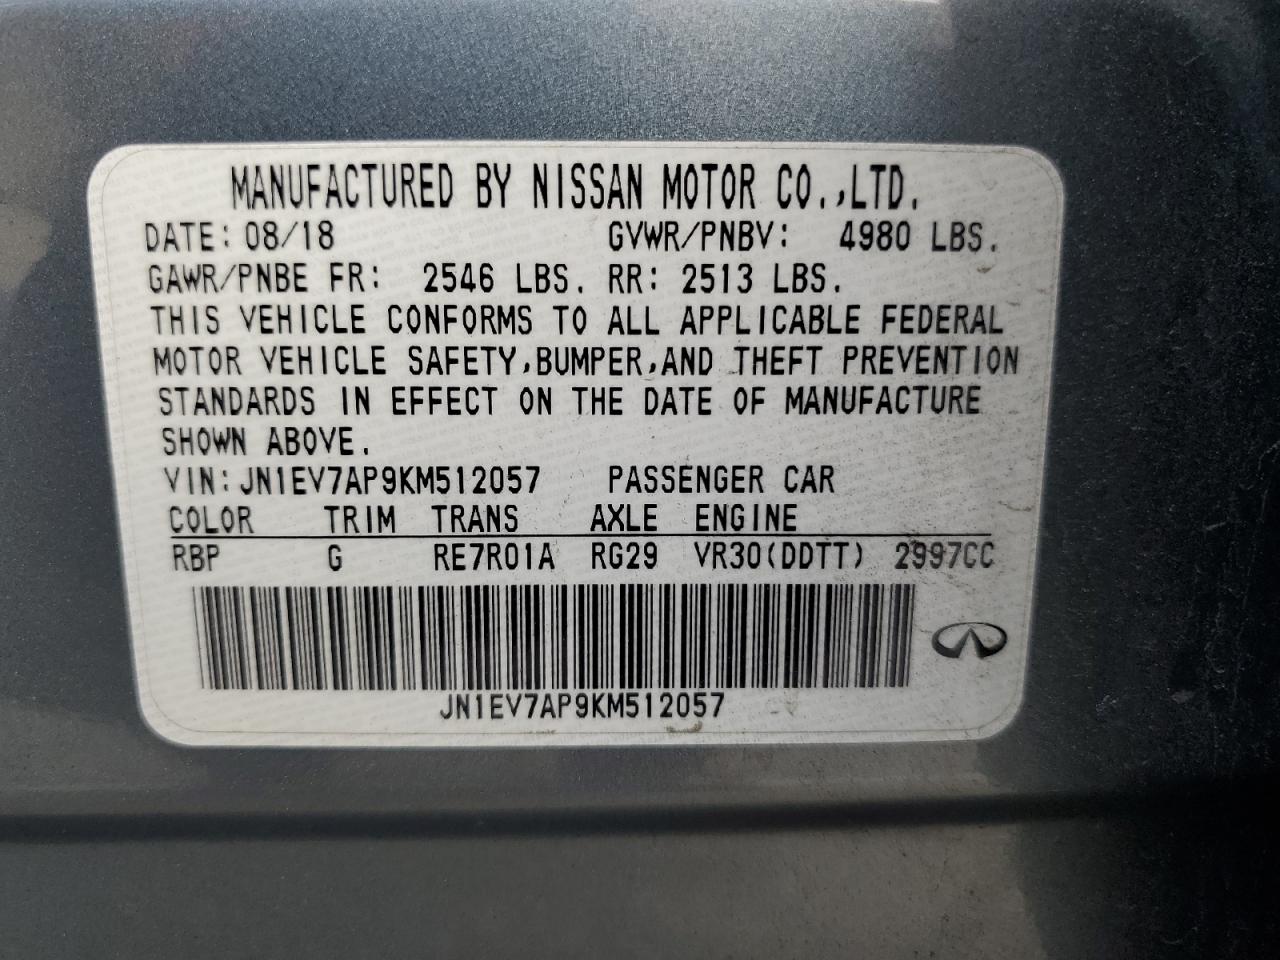 MANUFACTURED BY NISSAN MOTOR CO.,LTD.
DATE: 08/18 GVWR/PNBV: 4980 LBS.
GAWR/PNBE FR: 2546 LBS. RR: 2513 LBS.
THIS VEHICLE CONFORMS TO ALL APPLICABLE FEDERAL
MOTOR VEHICLE SAFETY,BUMPER,AND THEFT PREVENTION
STANDARDS IN EFFECT ON THE DATE OF MANUFACTURE
SHOWN ABOVE.
VIN:JN1EV7AP9KM512057 PASSENGER CAR
COLOR TRIM TRANS AXLE ENGINE
RBP G RE7R01A RG29 VR30(DDTT) 2997CC
JN1EV7AP9KM512057